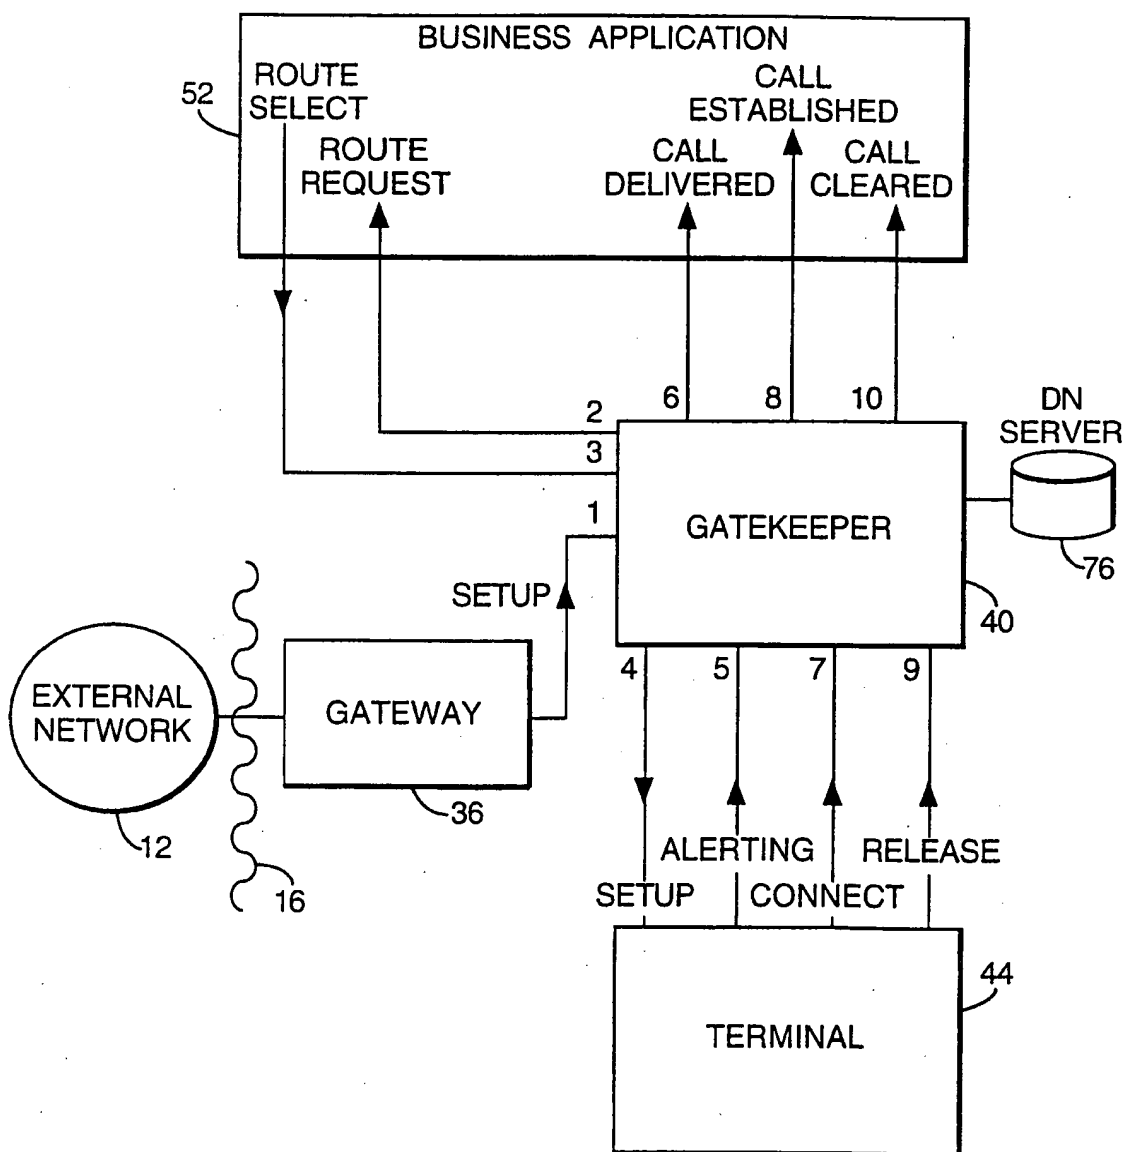 BUSINESS APPLICATION
ROUTE
SELECT
CALL
ESTABLISHED
52
ROUTE
REQUEST
CALL
DELIVERED
CALL
CLEARED
2
6
8
10
DN
SERVER
3
1
GATEKEEPER
76
SETUP
40
4
5
7
9
EXTERNAL
NETWORK
GATEWAY
36
12
16
ALERTING
RELEASE
SETUP
CONNECT
44
TERMINAL